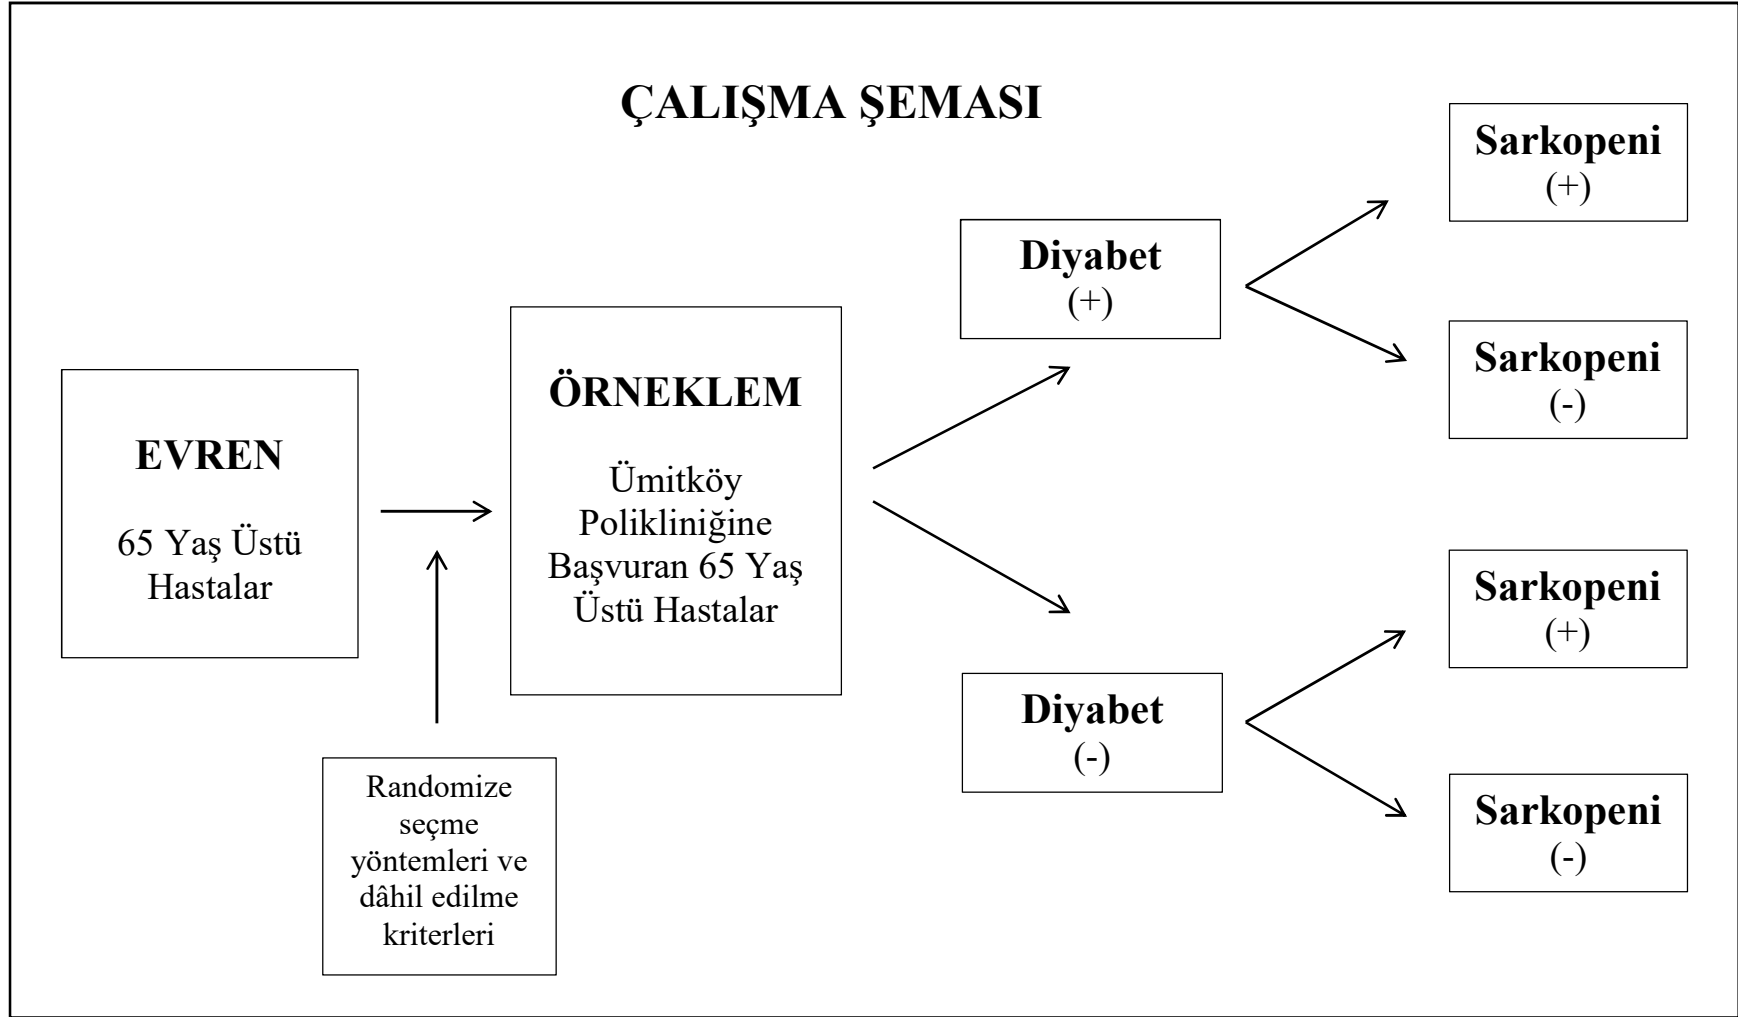 ÇALIŞMA ŞEMASI
EVREN
65 Yaş Üstü
Hastalar
Randomize
seçme
yöntemleri ve
dâhil edilme
kriterleri
ÖRNEKLEM
Ümitköy
Polikliniğine
Başvuran 65 Yaş
Üstü Hastalar
Diyabet
(+)
Sarkopeni
(+)
Sarkopeni
(-)
Diyabet
(-)
Sarkopeni
(+)
Sarkopeni
(-)